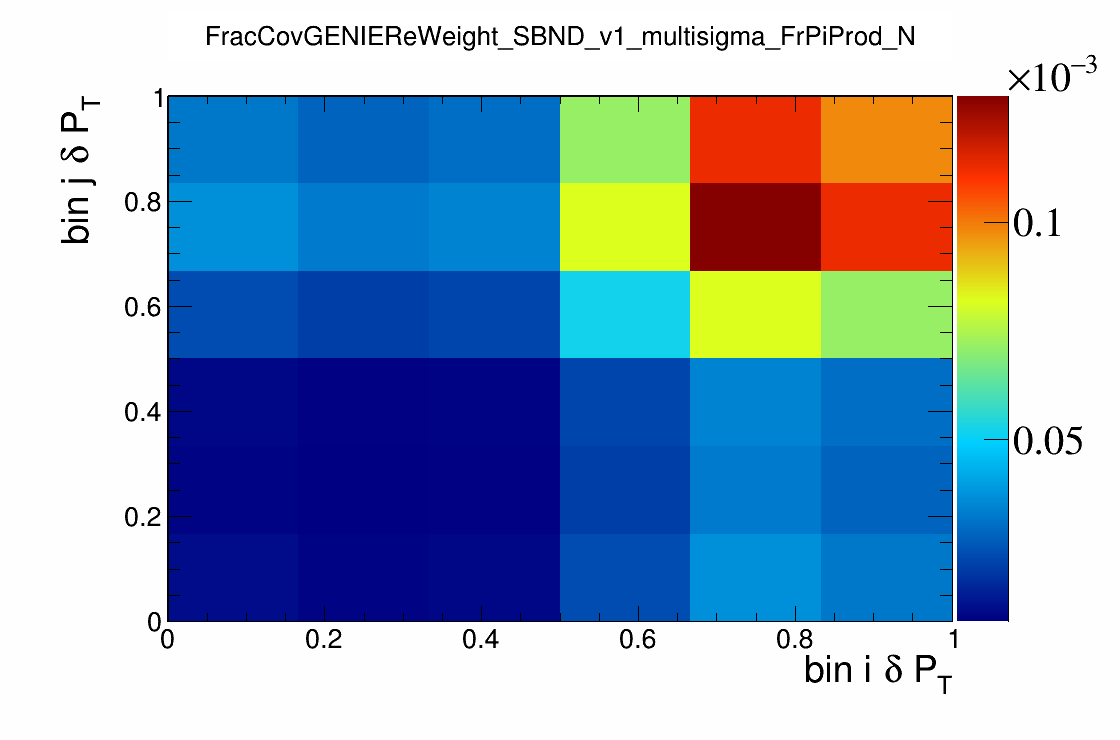 FracCovGENIEReWeight_SBND_v1_multisigma_FrPiProd_N
×10⁻³
bin j δ P_T
1
0.8
0.6
0.4
0.2
0
0 0.2 0.4 0.6 0.8 1
bin i δ P_T
0.1
0.05